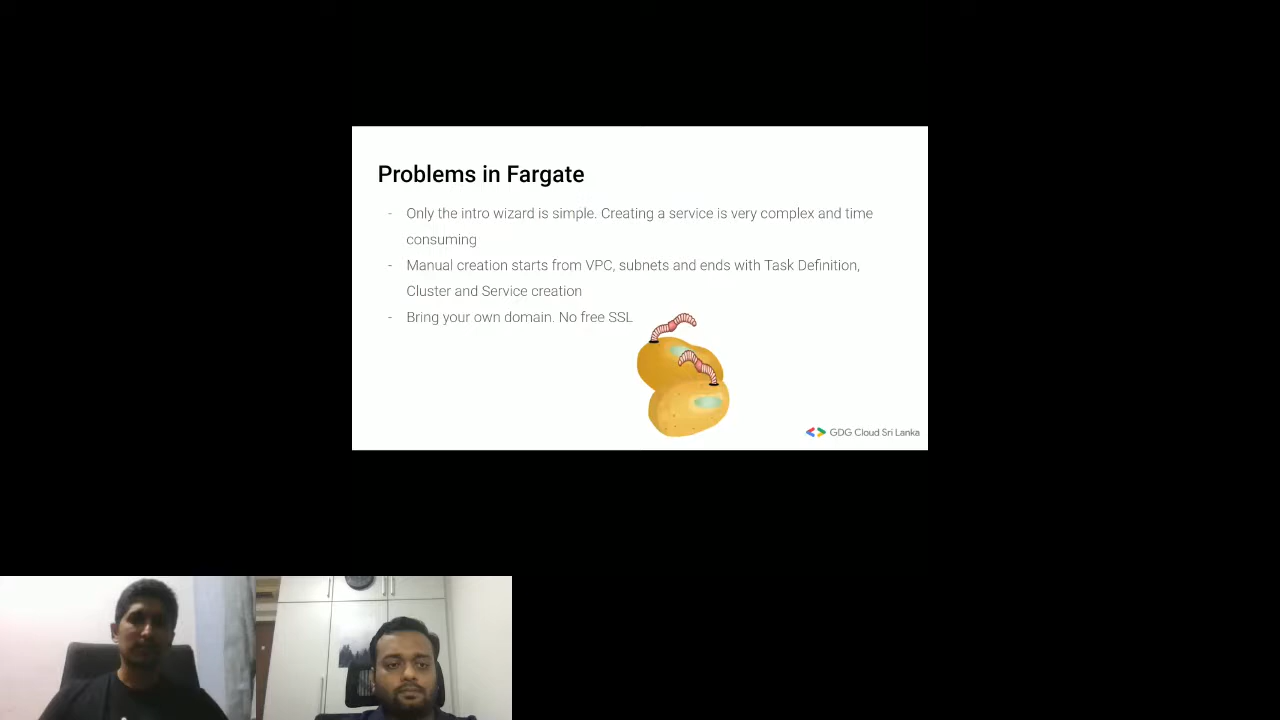 Problems in Fargate
- Only the intro wizard is simple. Creating a service is very complex and time
consuming
- Manual creation starts from VPC, subnets and ends with Task Definition,
Cluster and Service creation
- Bring your own domain. No free SSL
GDG Cloud Sri Lanka